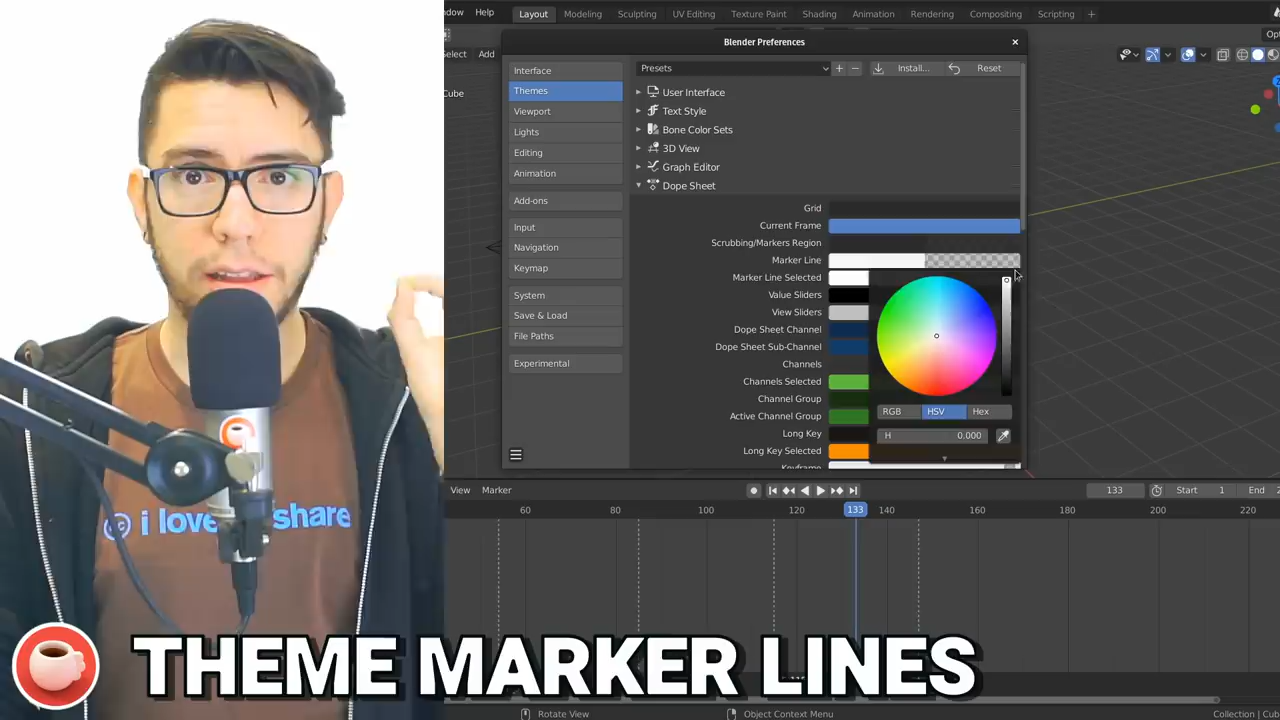 Help Layout Modeling Sculpting UV Editing Texture Paint Shading Animation Rendering Compositing Scripting +
Blender Preferences
Add
Cube
Interface
Themes
Viewport
Lights
Editing
Animation
Add-ons
Input
Navigation
Keymap
System
Save & Load
File Paths
Experimental
Presets
Install...
Reset
User Interface
Text Style
Bone Color Sets
3D View
Graph Editor
Dope Sheet
Grid
Current Frame
Scrubbing/Markers Region
Marker Line
Marker Line Selected
Value Sliders
View Sliders
Dope Sheet Channel
Dope Sheet Sub-Channel
Channels
Channels Selected
Channel Group
Active Channel Group
Long Key
Long Key Selected
Keyframe
RGB HSV Hex
H 0.000
View Marker
133 Start 1 End 2
60 80 100 120 133 140 160 180 200 220
i love share
THEME MARKER LINES
Rotate View
Object Context Menu
Collection | Cub